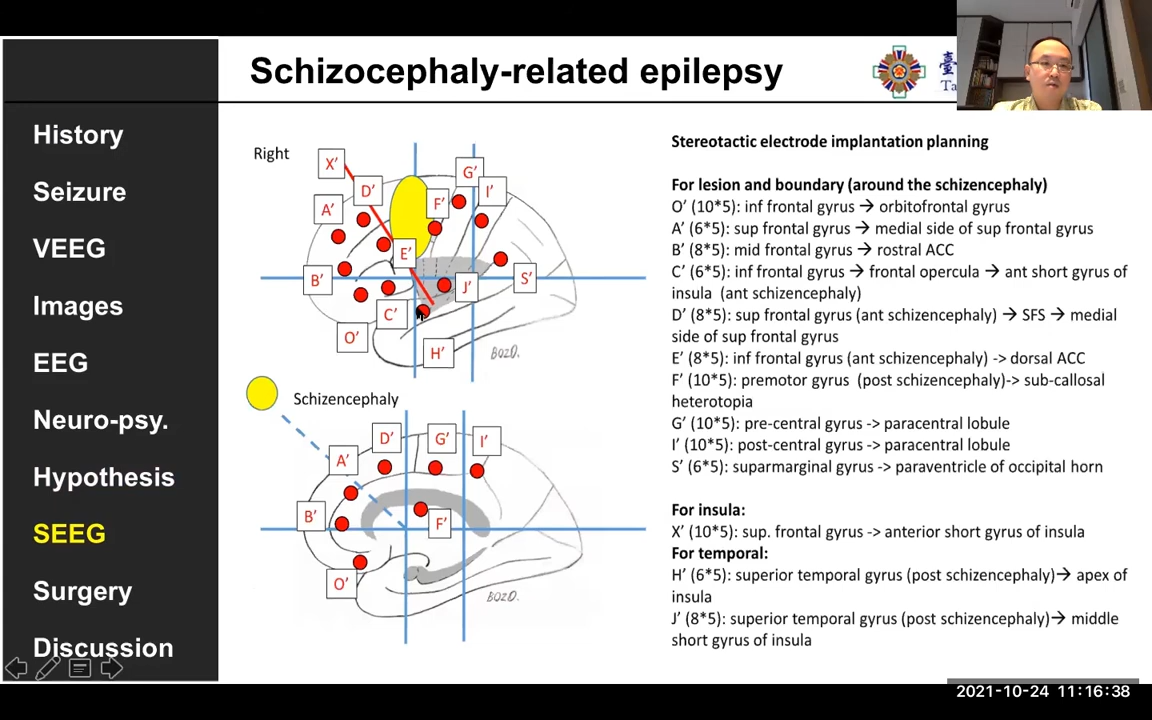 Schizocephaly-related epilepsy
臺
Ta
History
Seizure
VEEG
Images
EEG
Neuro-psy.
Hypothesis
SEEG
Surgery
Discussion
Right
X'
D'
G'
I'
A'
F'
E'
B'
J'
S'
C'
O'
H'
BOZD.
Schizencephaly
D'
G'
I'
A'
B'
F'
O'
BOZD.
Stereotactic electrode implantation planning
For lesion and boundary (around the schizencephaly)
O' (10*5): inf frontal gyrus → orbitofrontal gyrus
A' (6*5): sup frontal gyrus → medial side of sup frontal gyrus
B' (8*5): mid frontal gyrus → rostral ACC
C' (6*5): inf frontal gyrus → frontal opercula → ant short gyrus of
insula (ant schizencephaly)
D' (8*5): sup frontal gyrus (ant schizencephaly) → SFS → medial
side of sup frontal gyrus
E' (8*5): inf frontal gyrus (ant schizencephaly) -> dorsal ACC
F' (10*5): premotor gyrus (post schizencephaly)-> sub-callosal
heterotopia
G' (10*5): pre-central gyrus -> paracentral lobule
I' (10*5): post-central gyrus -> paracentral lobule
S' (6*5): suparmarginal gyrus -> paraventricle of occipital horn
For insula:
X' (10*5): sup. frontal gyrus -> anterior short gyrus of insula
For temporal:
H' (6*5): superior temporal gyrus (post schizencephaly)→ apex of
insula
J' (8*5): superior temporal gyrus (post schizencephaly)→ middle
short gyrus of insula
2021-10-24 11:16:38